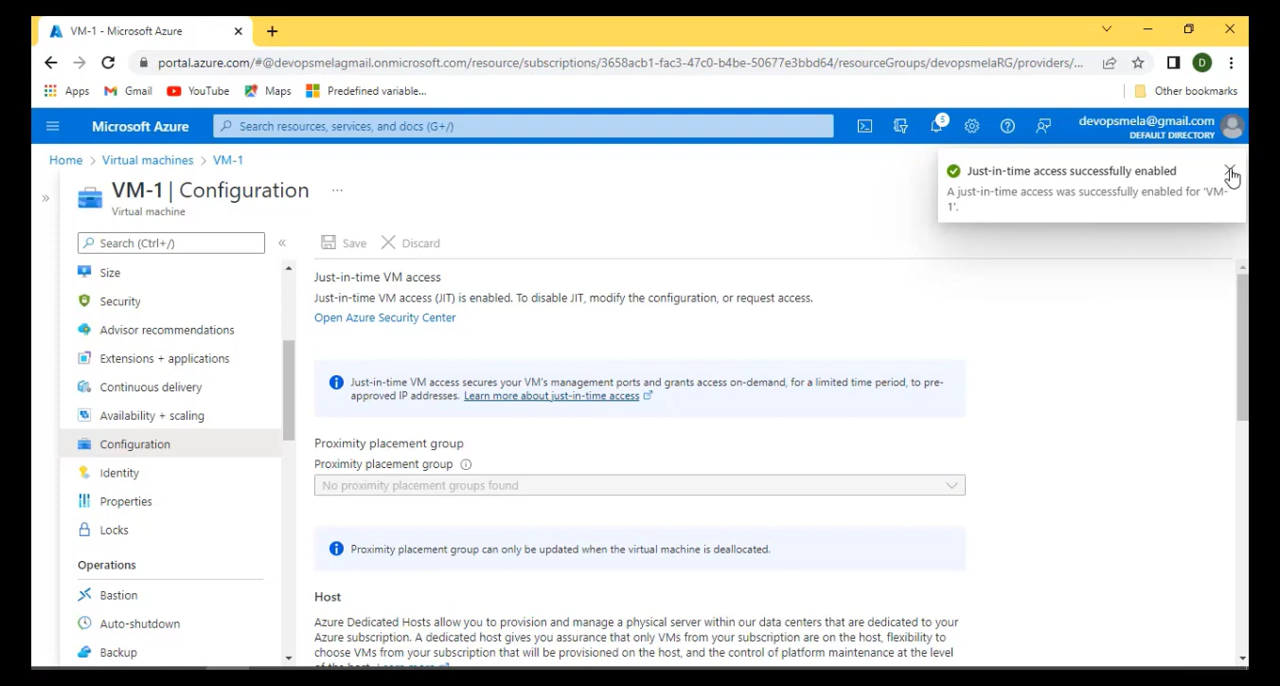 VM-1 - Microsoft Azure
portal.azure.com/#@devopsmelagmail.onmicrosoft.com/resource/subscriptions/3658acb1-fac3-47c0-b4be-50677e3bbd64/resourceGroups/devopsmelaRG/providers/...
Apps Gmail YouTube Maps Predefined variable... Other bookmarks
Microsoft Azure Search resources, services, and docs (G+/) 5 devopsmela@gmail.com
DEFAULT DIRECTORY D
Home > Virtual machines > VM-1
Just-in-time access successfully enabled
A just-in-time access was successfully enabled for 'VM-
1'.
VM-1 | Configuration ...
Virtual machine
Search (Ctrl+/) « Save Discard
Size
Security
Advisor recommendations
Extensions + applications
Continuous delivery
Availability + scaling
Configuration
Identity
Properties
Locks
Operations
Bastion
Auto-shutdown
Backup
Just-in-time VM access
Just-in-time VM access (JIT) is enabled. To disable JIT, modify the configuration, or request access.
Open Azure Security Center
Just-in-time VM access secures your VM's management ports and grants access on-demand, for a limited time period, to pre-
approved IP addresses. Learn more about just-in-time access
Proximity placement group
Proximity placement group
No proximity placement groups found
Proximity placement group can only be updated when the virtual machine is deallocated.
Host
Azure Dedicated Hosts allow you to provision and manage a physical server within our data centers that are dedicated to your
Azure subscription. A dedicated host gives you assurance that only VMs from your subscription are on the host, flexibility to
choose VMs from your subscription that will be provisioned on the host, and the control of platform maintenance at the level
of the host. Learn more